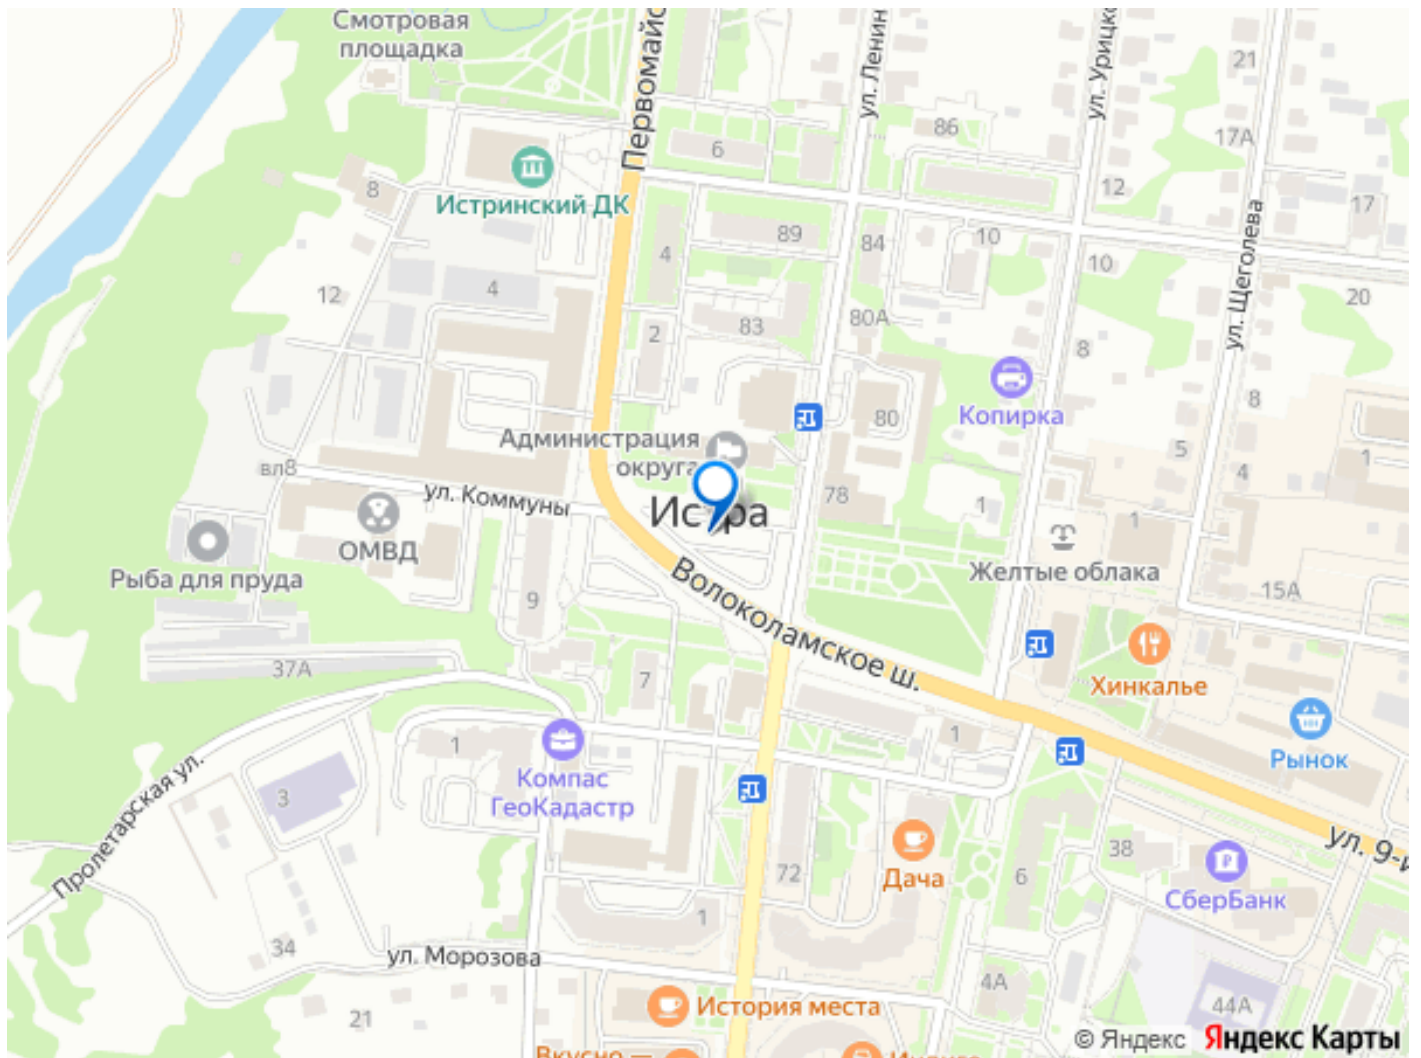 Смотровая
площадка
Первомайс
ул. Ленин
ул. Урицко
21
17А
86
6
8
Истринский ДК
12
17
ул. Щеголева
89
84
10
10
4
4
12
20
83
80А
2
8
Копирка
8
80
Администрация
округа
5
4
1
вл8
ул. Коммуны
78
1
1
Истра
ОМВД
Рыба для пруда
Желтые облака
Волоколамское ш.
15А
9
37А
7
Хинкалье
Рынок
1
1
Компас
ГеоКадастр
Пролетарская ул.
3
ул. 9-й
38
Дача
72
6
СберБанк
1
34
ул. Морозова
4А
44А
История места
21
© Яндекс Яндекс Карты
Вкусно —